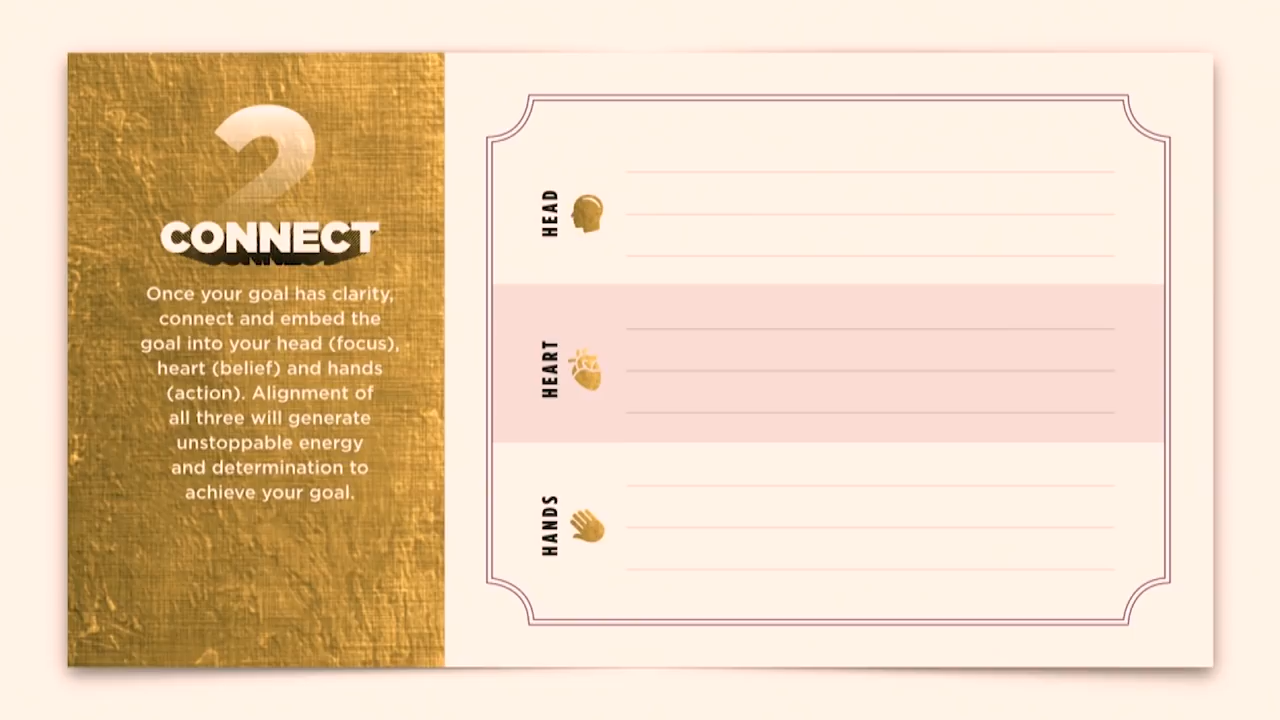 2
CONNECT
Once your goal has clarity,
connect and embed the
goal into your head (focus),
heart (belief) and hands
(action). Alignment of
all three will generate
unstoppable energy
and determination to
achieve your goal.
HEAD
HEART
HANDS